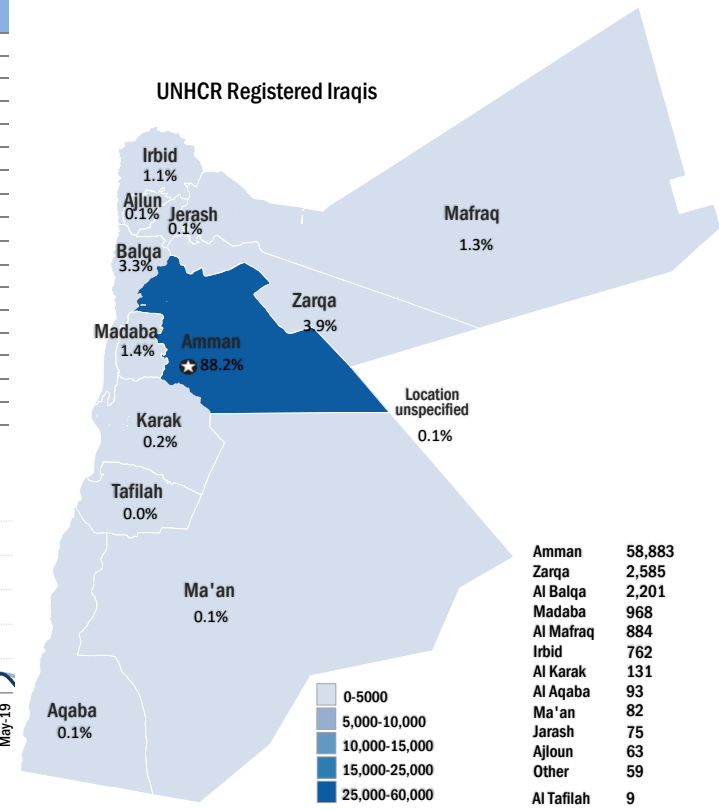 UNHCR Registered Iraqis
Irbid
1.1%
Ajlun
0.1%
Jerash
0.1%
Mafraq
1.3%
Balqa
3.3%
Zarqa
3.9%
Madaba
1.4%
Amman
88.2%
Location
unspecified
0.1%
Karak
0.2%
Tafilah
0.0%
Ma'an
0.1%
Aqaba
0.1%
May-19
0-5000
5,000-10,000
10,000-15,000
15,000-25,000
25,000-60,000
Amman 58,883
Zarqa 2,585
Al Balqa 2,201
Madaba 968
Al Mafraq 884
Irbid 762
Al Karak 131
Al Aqaba 93
Ma'an 82
Jarash 75
Ajloun 63
Other 59
Al Tafilah 9